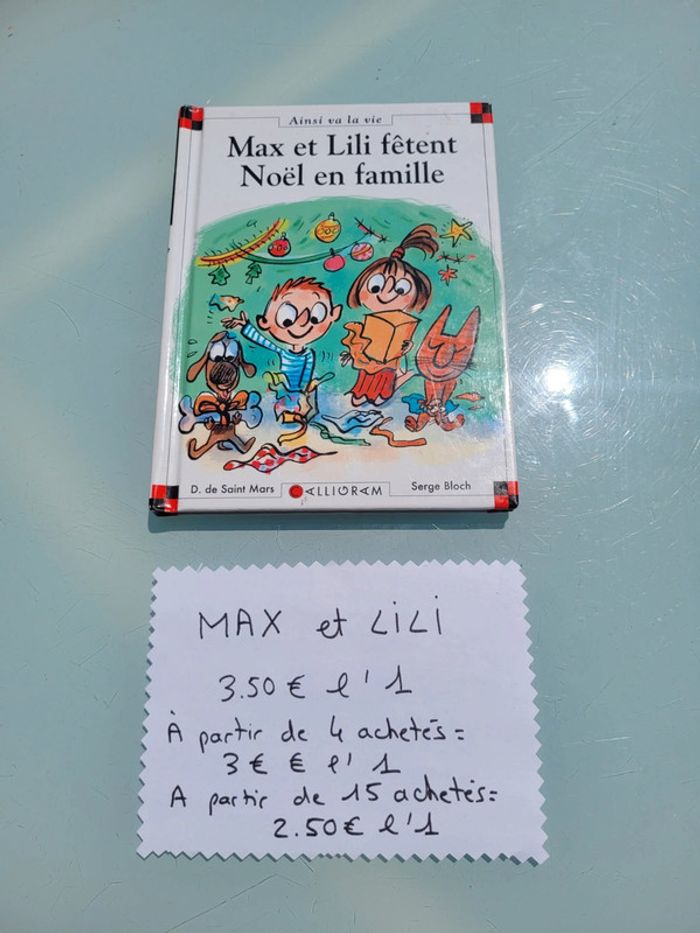 Ainsi va la vie
Max et Lili fêtent
Noël en famille
D. de Saint Mars CALLIGRAM Serge Bloch
MAX et LiLi
3.50 € l'1
À partir de 4 achetés =
3€ € l'1
A partir de 15 achetés =
2.50€ l'1